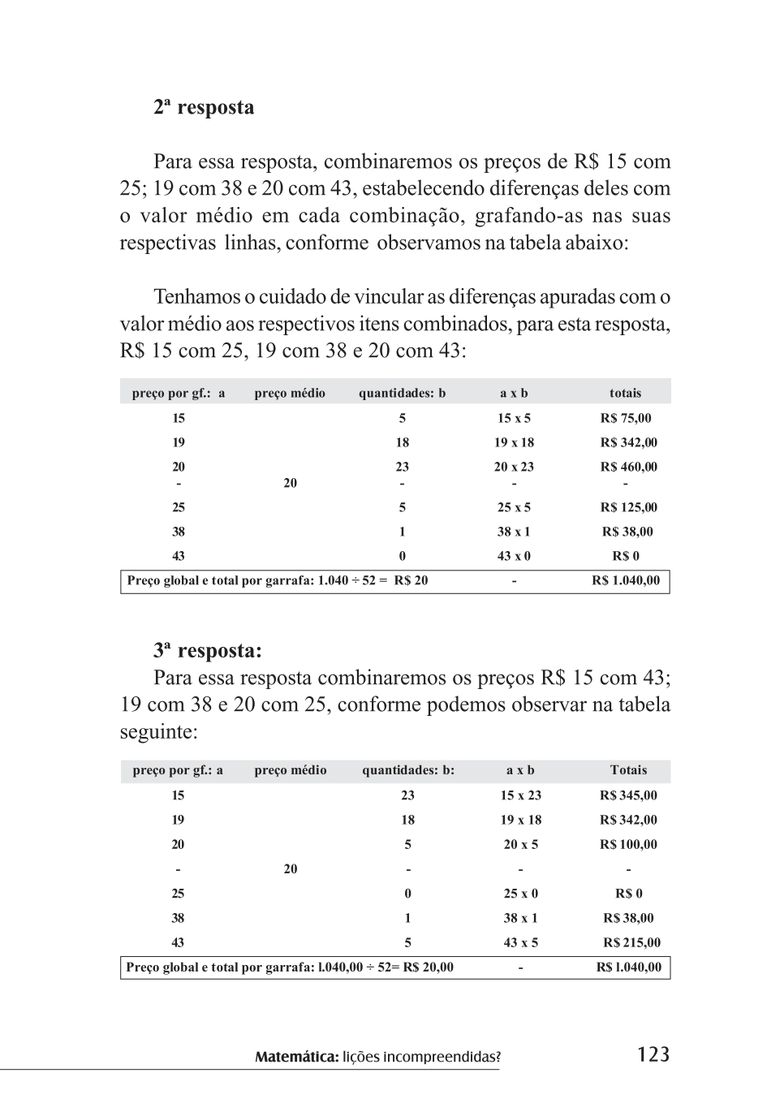 2ª resposta
Para essa resposta, combinaremos os preços de R$ 15 com
25; 19 com 38 e 20 com 43, estabelecendo diferenças deles com
o valor médio em cada combinação, grafando-as nas suas
respectivas linhas, conforme observamos na tabela abaixo:
Tenhamos o cuidado de vincular as diferenças apuradas com o
valor médio aos respectivos itens combinados, para esta resposta,
R$ 15 com 25, 19 com 38 e 20 com 43:
preço por gf.: a preço médio quantidades: b a x b totais
15 5 15 x 5 R$ 75,00
19 18 19 x 18 R$ 342,00
20 23 20 x 23 R$ 460,00
- 20 - - -
25 5 25 x 5 R$ 125,00
38 1 38 x 1 R$ 38,00
43 0 43 x 0 R$ 0
Preço global e total por garrafa: 1.040 ÷ 52 = R$ 20 - R$ 1.040,00
3ª resposta:
Para essa resposta combinaremos os preços R$ 15 com 43;
19 com 38 e 20 com 25, conforme podemos observar na tabela
seguinte:
preço por gf.: a preço médio quantidades: b: a x b Totais
15 23 15 x 23 R$ 345,00
19 18 19 x 18 R$ 342,00
20 5 20 x 5 R$ 100,00
- 20 - - -
25 0 25 x 0 R$ 0
38 1 38 x 1 R$ 38,00
43 5 43 x 5 R$ 215,00
Preço global e total por garrafa: l.040,00 ÷ 52= R$ 20,00 - R$ l.040,00
Matemática: lições incompreendidas? 123